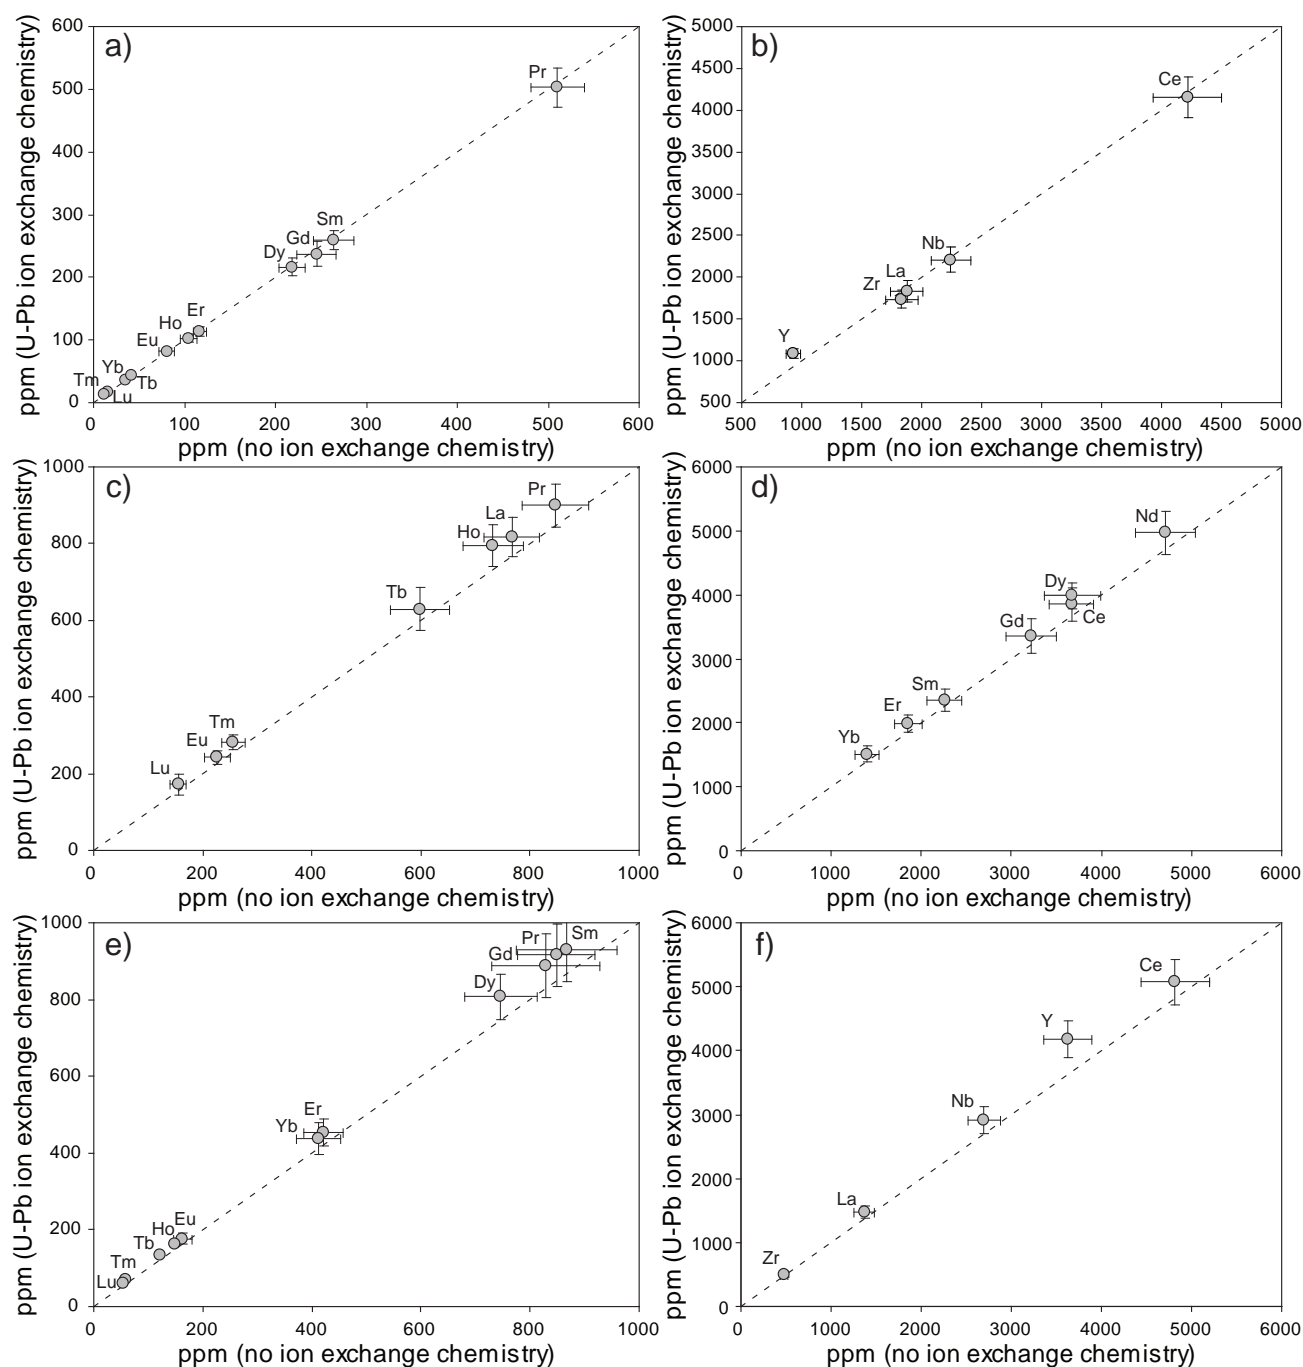 a)
ppm (U-Pb ion exchange chemistry)
600
500
400
300
200
100
0
Pr
Sm
Gd
Dy
Er
Ho
Eu
Yb
Tb
Tm
Lu
0 100 200 300 400 500 600
ppm (no ion exchange chemistry)
b)
ppm (U-Pb ion exchange chemistry)
5000
4500
4000
3500
3000
2500
2000
1500
1000
500
Ce
Nb
La
Zr
Y
500 1000 1500 2000 2500 3000 3500 4000 4500 5000
ppm (no ion exchange chemistry)
c)
ppm (U-Pb ion exchange chemistry)
1000
800
600
400
200
0
Pr
La
Ho
Tb
Tm
Eu
Lu
0 200 400 600 800 1000
ppm (no ion exchange chemistry)
d)
ppm (U-Pb ion exchange chemistry)
6000
5000
4000
3000
2000
1000
0
Nd
Dy
Ce
Gd
Sm
Er
Yb
0 1000 2000 3000 4000 5000 6000
ppm (no ion exchange chemistry)
e)
ppm (U-Pb ion exchange chemistry)
1000
800
600
400
200
0
Sm
Pr
Gd
Dy
Er
Yb
Eu
Ho
Tb
Tm
Lu
0 200 400 600 800 1000
ppm (no ion exchange chemistry)
f)
ppm (U-Pb ion exchange chemistry)
6000
5000
4000
3000
2000
1000
0
Ce
Y
Nb
La
Zr
0 1000 2000 3000 4000 5000 6000
ppm (no ion exchange chemistry)